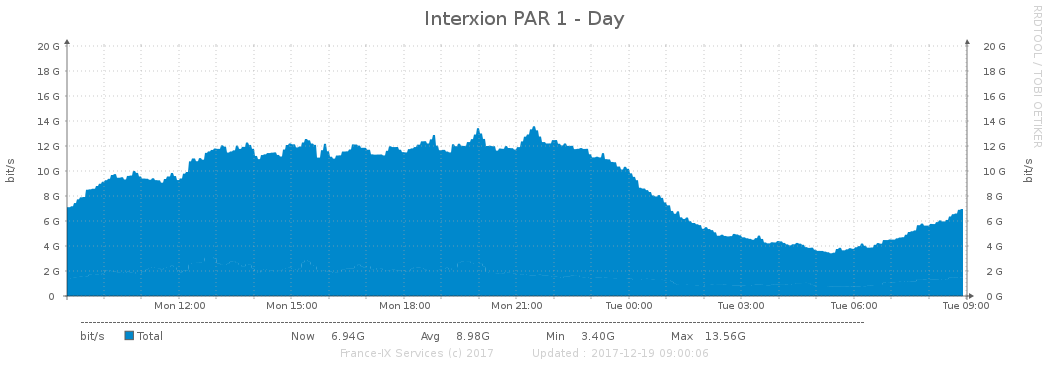 Interxion PAR 1 - Day
RRDTOOL / TOBI OETIKER
bit/s
20 G 20 G
18 G 18 G
16 G 16 G
14 G 14 G
12 G 12 G
10 G 10 G
8 G 8 G
6 G 6 G
4 G 4 G
2 G 2 G
0 0 G
bit/s
Mon 12:00 Mon 15:00 Mon 18:00 Mon 21:00 Tue 00:00 Tue 03:00 Tue 06:00 Tue 09:00
bit/s Total Now 6.94G Avg 8.98G Min 3.40G Max 13.56G
France-IX Services (c) 2017 Updated : 2017-12-19 09:00:06